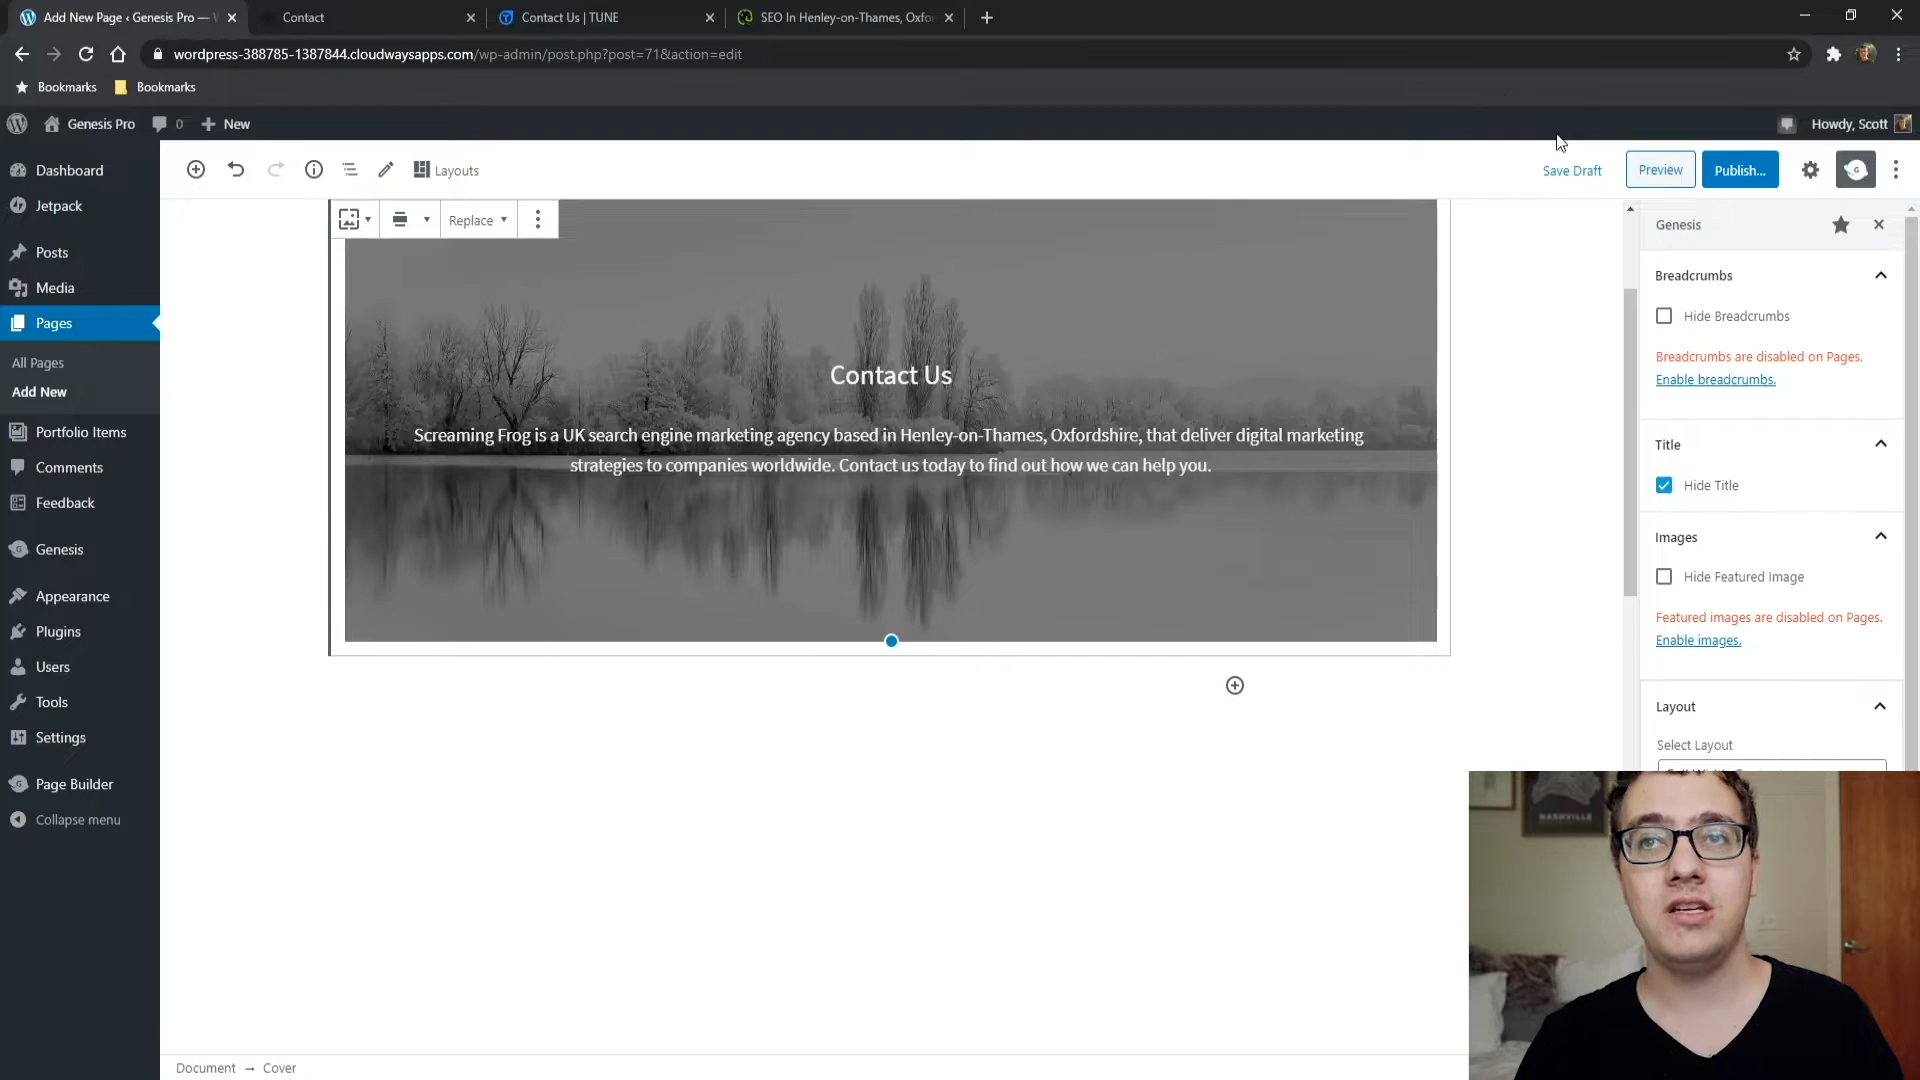 Add New Page ‹ Genesis Pro —
Contact
Contact Us | TUNE
SEO In Henley-on-Thames, Oxfo
wordpress-388785-1387844.cloudwaysapps.com/wp-admin/post.php?post=71&action=edit
Bookmarks
Bookmarks
Genesis Pro
0
New
Howdy, Scott
Dashboard
Jetpack
Posts
Media
Pages
All Pages
Add New
Portfolio Items
Comments
Feedback
Genesis
Appearance
Plugins
Users
Tools
Settings
Page Builder
Collapse menu
Layouts
Save Draft
Preview
Publish...
Replace
Contact Us
Screaming Frog is a UK search engine marketing agency based in Henley-on-Thames, Oxfordshire, that deliver digital marketing
strategies to companies worldwide. Contact us today to find out how we can help you.
Genesis
Breadcrumbs
Hide Breadcrumbs
Breadcrumbs are disabled on Pages.
Enable breadcrumbs.
Title
Hide Title
Images
Hide Featured Image
Featured images are disabled on Pages.
Enable images.
Layout
Select Layout
NASHVILLE
Document → Cover